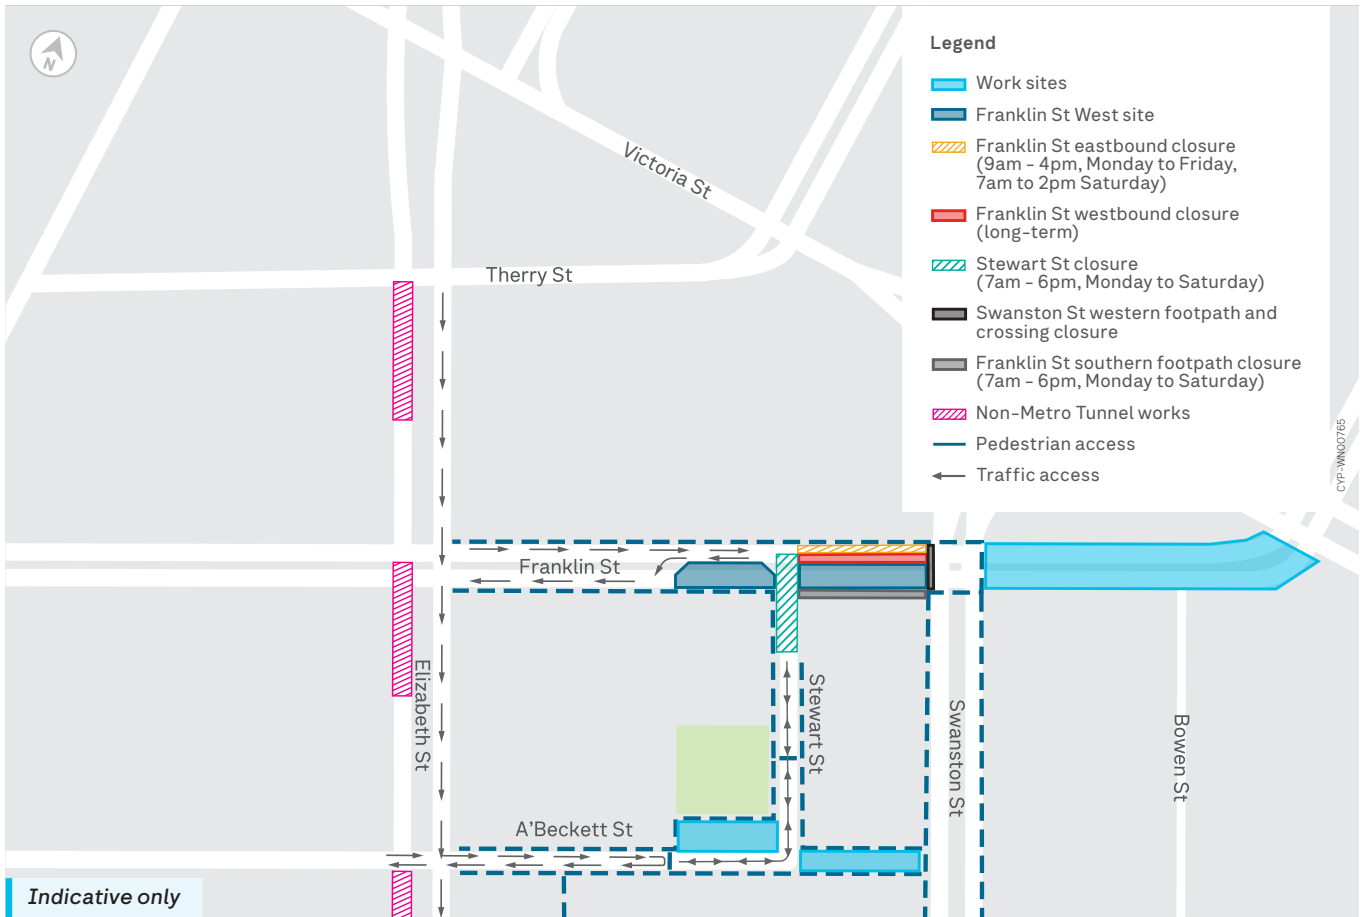 N
Legend
Work sites
Franklin St West site
Franklin St eastbound closure
(9am - 4pm, Monday to Friday,
7am to 2pm Saturday)
Franklin St westbound closure
(long-term)
Stewart St closure
(7am - 6pm, Monday to Saturday)
Swanston St western footpath and
crossing closure
Franklin St southern footpath closure
(7am - 6pm, Monday to Saturday)
Non-Metro Tunnel works
Pedestrian access
Traffic access
CYP-WN00765
Victoria St
Therry St
Franklin St
Elizabeth St
Stewart St
Swanston St
Bowen St
A'Beckett St
Indicative only